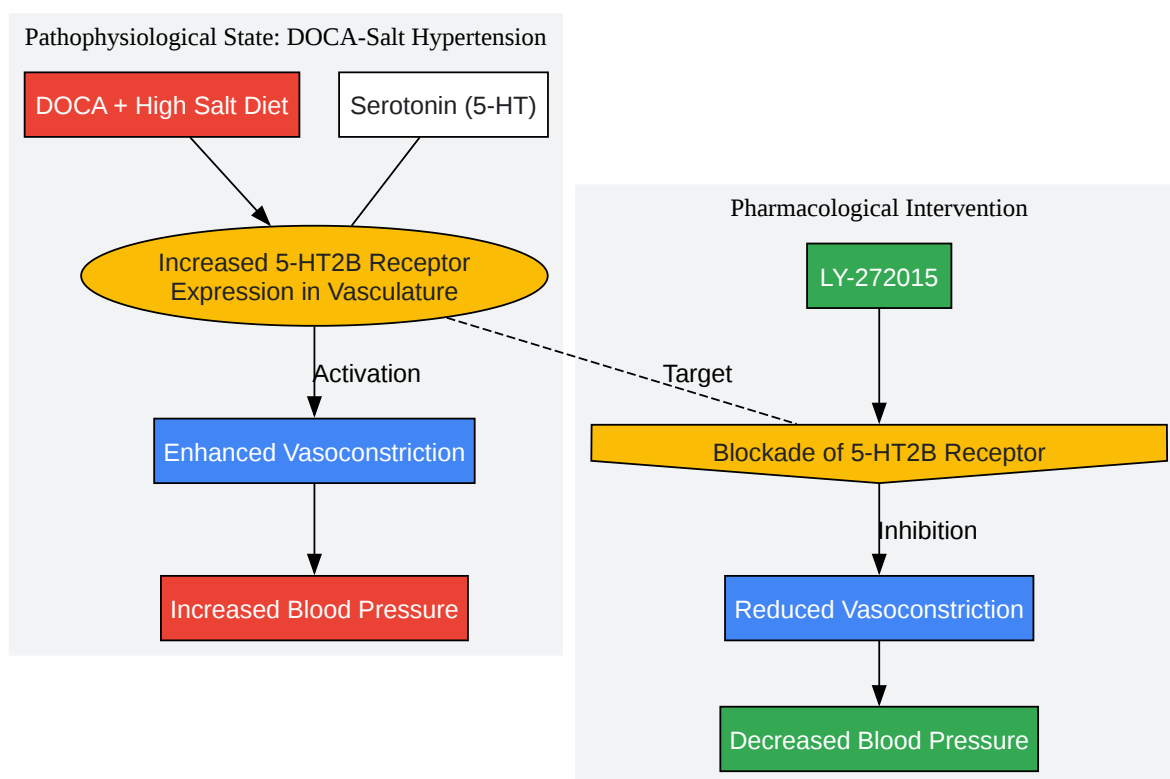 Pathophysiological State: DOCA-Salt Hypertension
DOCA + High Salt Diet
Serotonin (5-HT)
Increased 5-HT2B Receptor
Expression in Vasculature
Activation
Enhanced Vasoconstriction
Increased Blood Pressure
Target
Pharmacological Intervention
LY-272015
Blockade of 5-HT2B Receptor
Inhibition
Reduced Vasoconstriction
Decreased Blood Pressure